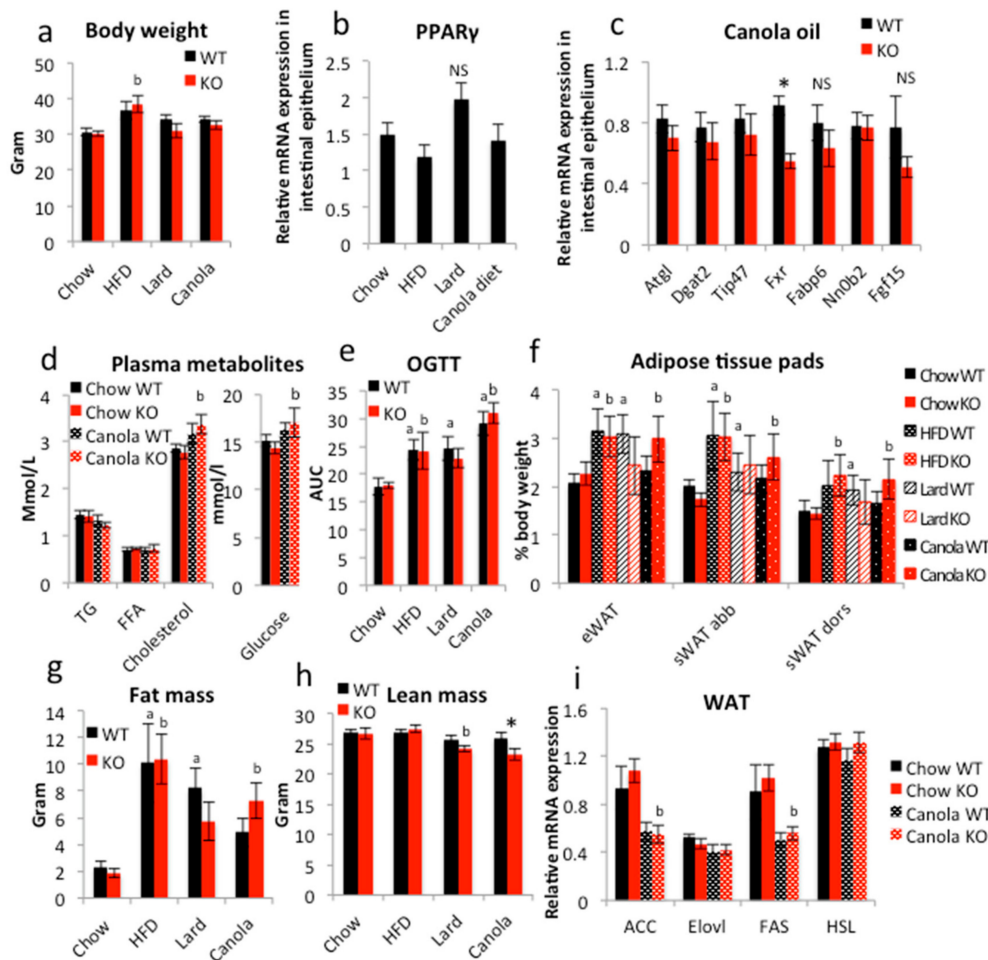 a
Body weight
WT
KO
Gram
50
40
30
20
10
0
b
Chow
HFD
Lard
Canola
b
PPARγ
Relative mRNA expression in
intestinal epithelium
2.5
2
1.5
1
0.5
0
NS
Chow
HFD
Lard
Canola diet
c
Canola oil
WT
KO
Relative mRNA expression in
intestinal epithelium
1.2
0.8
0.4
0
*
NS
NS
Atgl
Dgat2
Tip47
Fxr
Fabp6
Nn0b2
Fgf15
d
Plasma metabolites
Chow WT
Chow KO
Canola WT
Canola KO
Mmol/L
4
3
2
1
0
b
TG
FFA
Cholesterol
mmol/l
20
15
10
5
0
b
Glucose
e
OGTT
WT
KO
AUC
35
30
25
20
15
10
5
0
a
b
a
a
b
Chow
HFD
Lard
Canola
f
Adipose tissue pads
% body weight
4
3
2
1
0
a
b
a
b
a
b
a
b
b
a
b
eWAT
sWAT abb
sWAT dors
Chow WT
Chow KO
HFD WT
HFD KO
Lard WT
Lard KO
Canola WT
Canola KO
g
Fat mass
WT
KO
Gram
14
12
10
8
6
4
2
0
a
b
a
b
Chow
HFD
Lard
Canola
h
Lean mass
WT
KO
Gram
30
25
20
15
10
5
0
b
*
Chow
HFD
Lard
Canola
i
WAT
Relative mRNA expression
1.6
1.2
0.8
0.4
0
b
b
ACC
Elovl
FAS
HSL
Chow WT
Chow KO
Canola WT
Canola KO